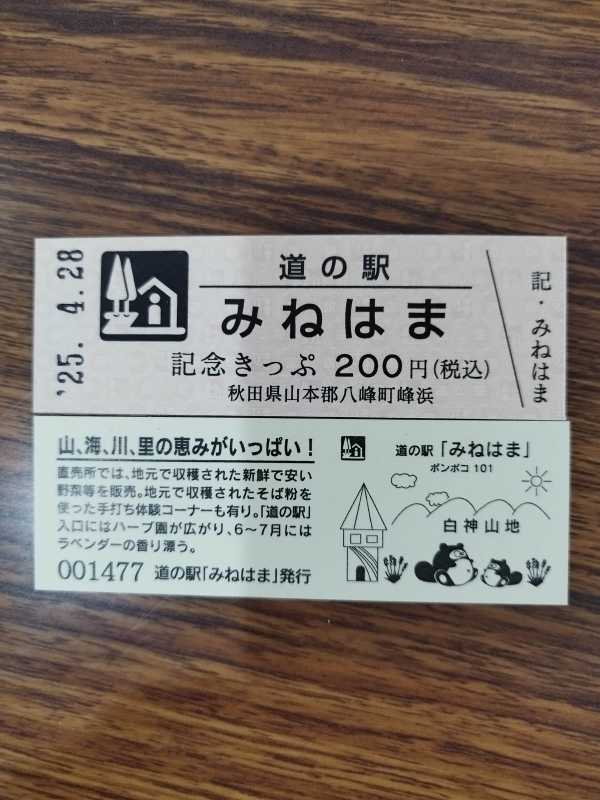 '25. 4.28
道の駅
みねはま
記念きっぷ 200円(税込)
秋田県山本郡八峰町峰浜
記・みねはま
山、海、川、里の恵みがいっぱい!
直売所では、地元で収穫された新鮮で安い
野菜等を販売。地元で収穫されたそば粉を
使った手打ち体験コーナーも有り。「道の駅」
入口にはハーブ園が広がり、6〜7月には
ラベンダーの香り漂う。
001477 道の駅「みねはま」発行
道の駅「みねはま」
ポンポコ 101
白神山地